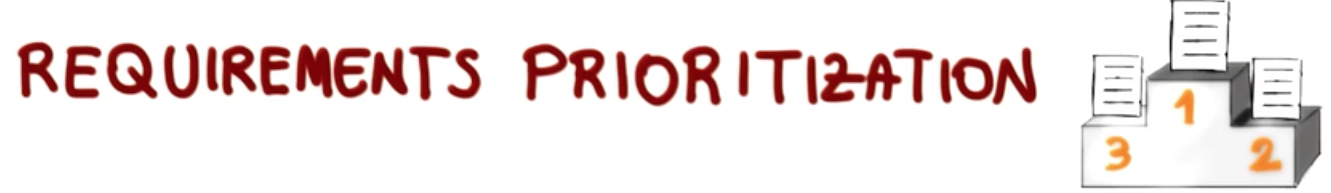 REQUIREMENTS PRIORITIZATION
1
3 2